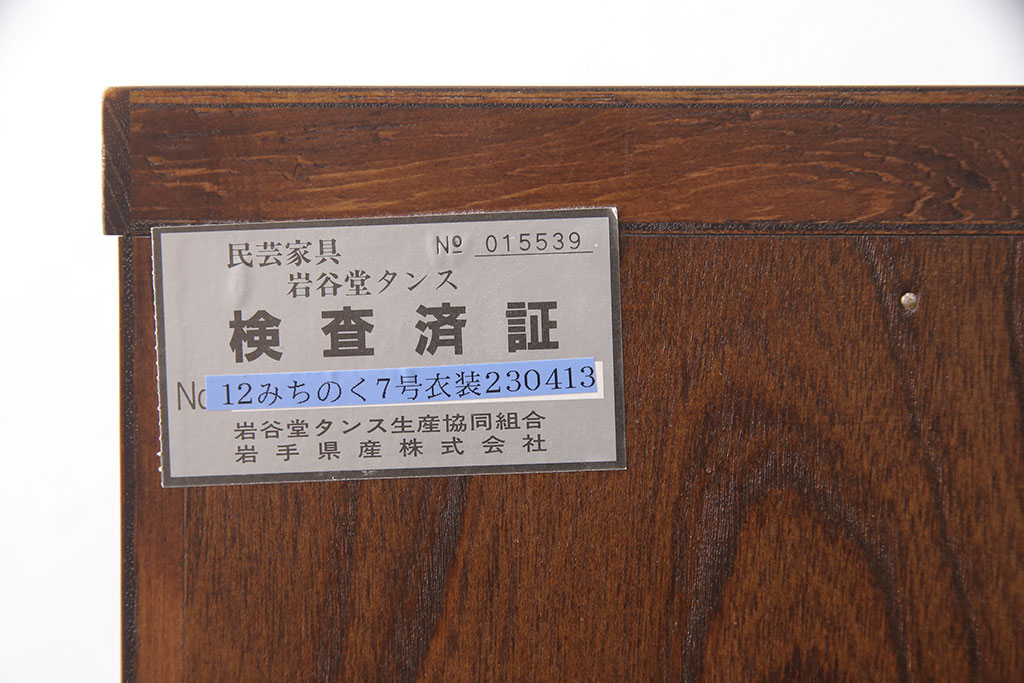 民芸家具 Nº 015539
岩谷堂タンス
検査済証
No 12みちのく7号衣装230413
岩谷堂タンス生産協同組合
岩手県産株式会社